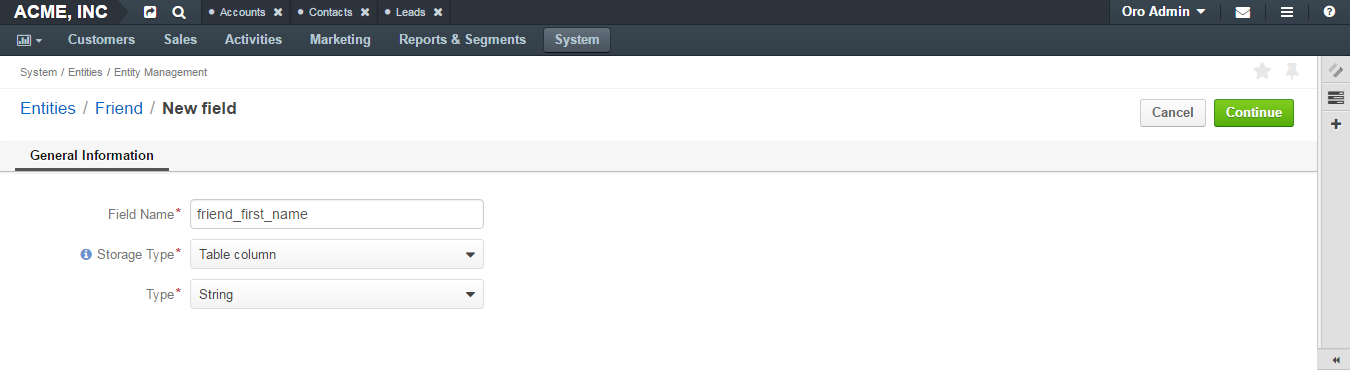 ACME, INC • Accounts ✖ • Contacts ✖ • Leads ✖ Oro Admin
Customers Sales Activities Marketing Reports & Segments System
System / Entities / Entity Management
Entities / Friend / New field
Cancel Continue
General Information
Field Name* friend_first_name
Storage Type* Table column
Type* String